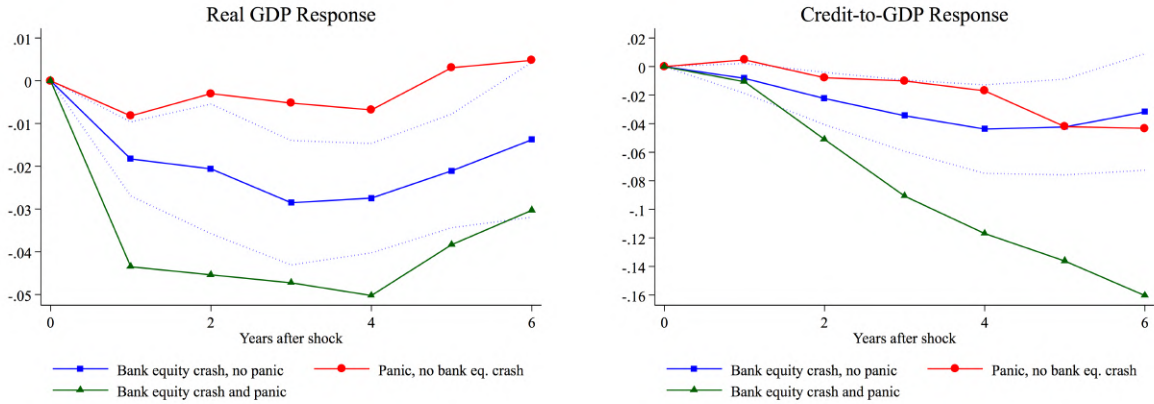 Real GDP Response
.01
0
-.01
-.02
-.03
-.04
-.05
0 2 4 6
Years after shock
Bank equity crash, no panic Panic, no bank eq. crash
Bank equity crash and panic
Credit-to-GDP Response
.02
0
-.02
-.04
-.06
-.08
-.1
-.12
-.14
-.16
0 2 4 6
Years after shock
Bank equity crash, no panic Panic, no bank eq. crash
Bank equity crash and panic